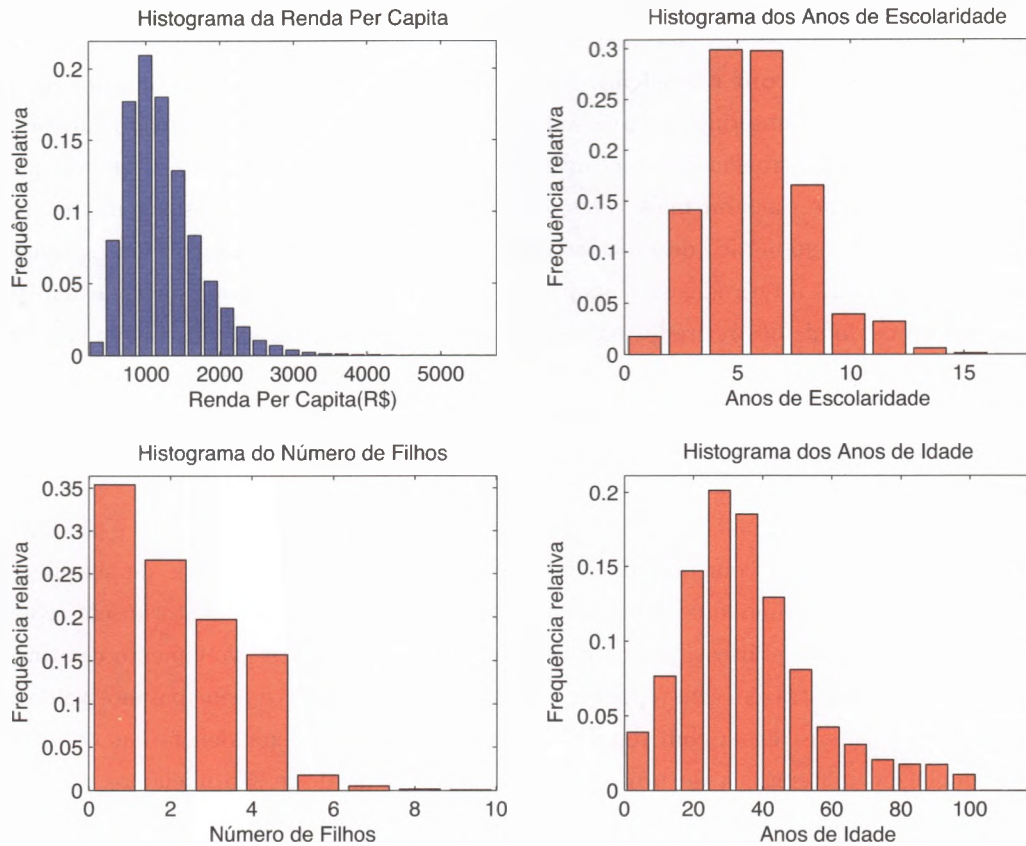 Histograma da Renda Per Capita
Frequência relativa
0.2
0.15
0.1
0.05
0
1000 2000 3000 4000 5000
Renda Per Capita(R$)
Histograma dos Anos de Escolaridade
Frequência relativa
0.3
0.25
0.2
0.15
0.1
0.05
0
0 5 10 15
Anos de Escolaridade
Histograma do Número de Filhos
Frequência relativa
0.35
0.3
0.25
0.2
0.15
0.1
0.05
0
0 2 4 6 8 10
Número de Filhos
Histograma dos Anos de Idade
Frequência relativa
0.2
0.15
0.1
0.05
0
0 20 40 60 80 100
Anos de Idade